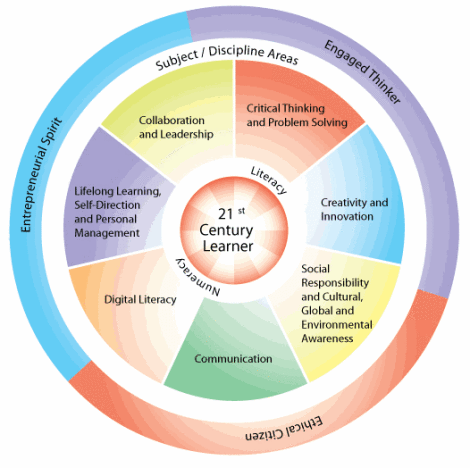 Engaged Thinker
Entrepreneurial Spirit
Ethical Citizen
Subject / Discipline Areas
Collaboration
and Leadership
Critical Thinking
and Problem Solving
Lifelong Learning,
Self-Direction
and Personal
Management
Creativity and
Innovation
Literacy
21 st
Century
Learner
Numeracy
Digital Literacy
Social
Responsibility
and Cultural,
Global and
Environmental
Awareness
Communication